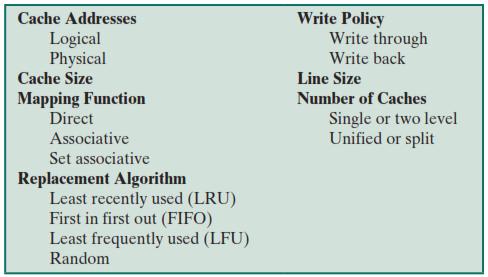 Cache Addresses
Logical
Physical
Cache Size
Mapping Function
Direct
Associative
Set associative
Replacement Algorithm
Least recently used (LRU)
First in first out (FIFO)
Least frequently used (LFU)
Random
Write Policy
Write through
Write back
Line Size
Number of Caches
Single or two level
Unified or split